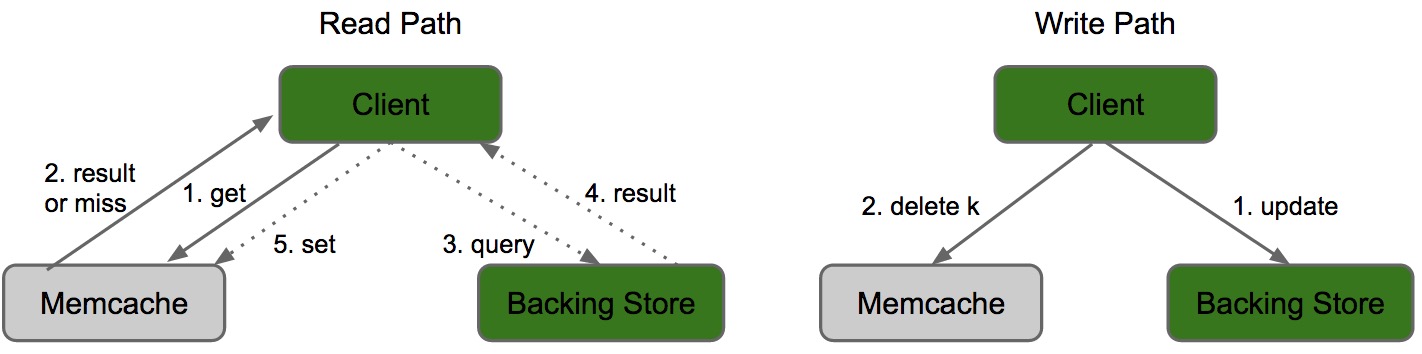 Read Path
Write Path
Client
Client
2. result
or miss
1. get
4. result
5. set
3. query
2. delete k
1. update
Memcache
Backing Store
Memcache
Backing Store